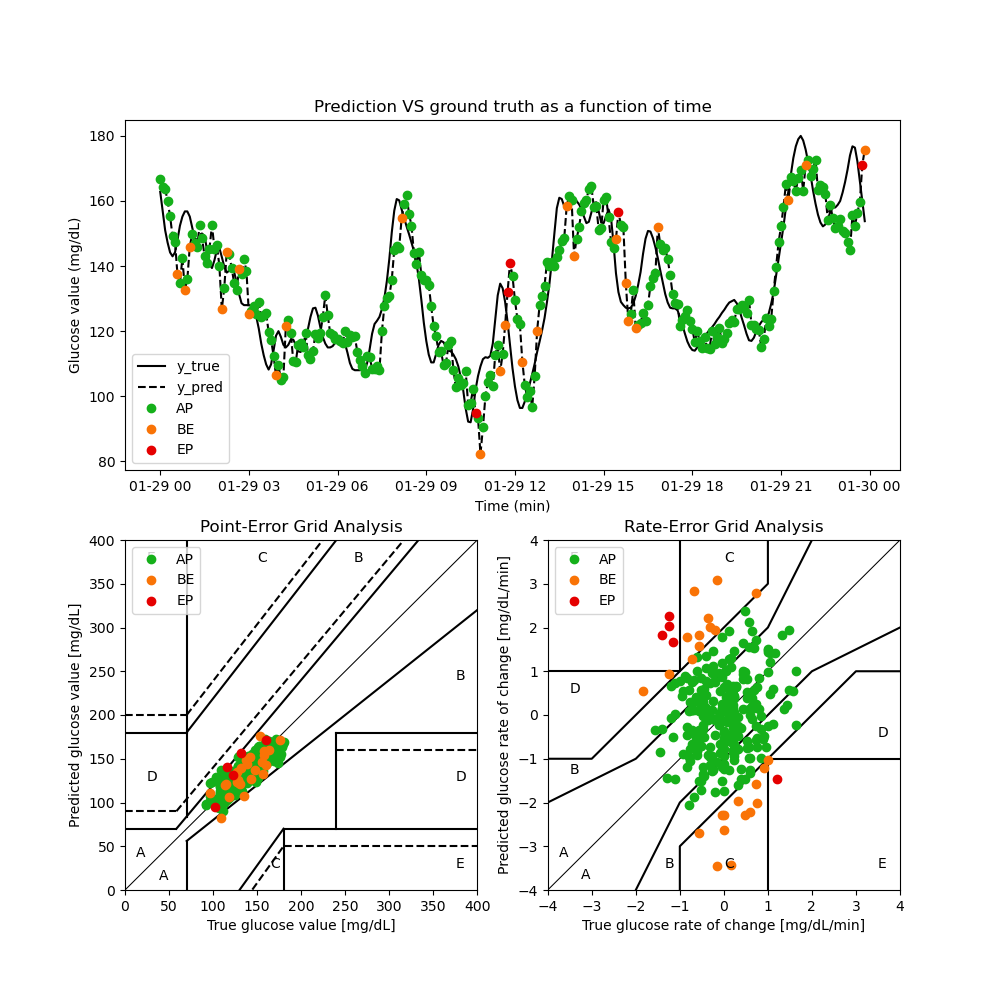 Prediction VS ground truth as a function of time
Glucose value (mg/dL)
180
160
140
120
100
80
y_true
y_pred
AP
BE
EP
01-29 00 01-29 03 01-29 06 01-29 09 01-29 12 01-29 15 01-29 18 01-29 21 01-30 00
Time (min)
Point-Error Grid Analysis
Predicted glucose value [mg/dL]
400
350
300
250
200
150
100
50
0
AP
BE
EP
C
B
B
D
D
A
A
C
E
0 50 100 150 200 250 300 350 400
True glucose value [mg/dL]
Rate-Error Grid Analysis
Predicted glucose rate of change [mg/dL/min]
4
3
2
1
0
−1
−2
−3
−4
AP
BE
EP
C
D
D
B
A
A
B
C
E
−4 −3 −2 −1 0 1 2 3 4
True glucose rate of change [mg/dL/min]